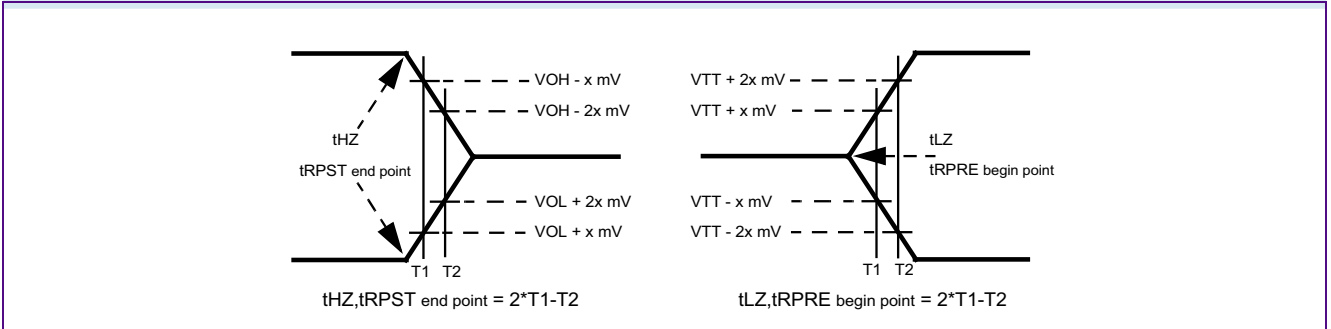 VOH - x mV
VOH - 2x mV
tHZ
tRPST end point
VOL + 2x mV
VOL + x mV
T1 T2
tHZ,tRPST end point = 2*T1-T2
VTT + 2x mV
VTT + x mV
tLZ
tRPRE begin point
VTT - x mV
VTT - 2x mV
T1 T2
tLZ,tRPRE begin point = 2*T1-T2